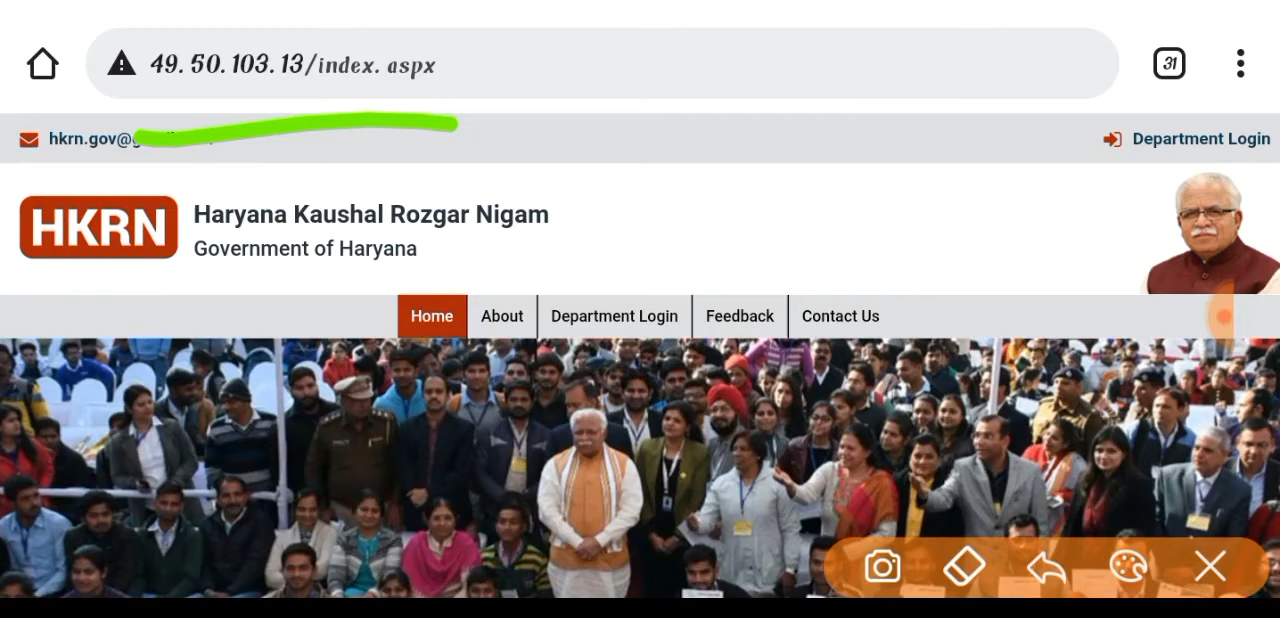 49.50.103.13/index.aspx
31
hkrn.gov@
Department Login
HKRN
Haryana Kaushal Rozgar Nigam
Government of Haryana
Home
About
Department Login
Feedback
Contact Us